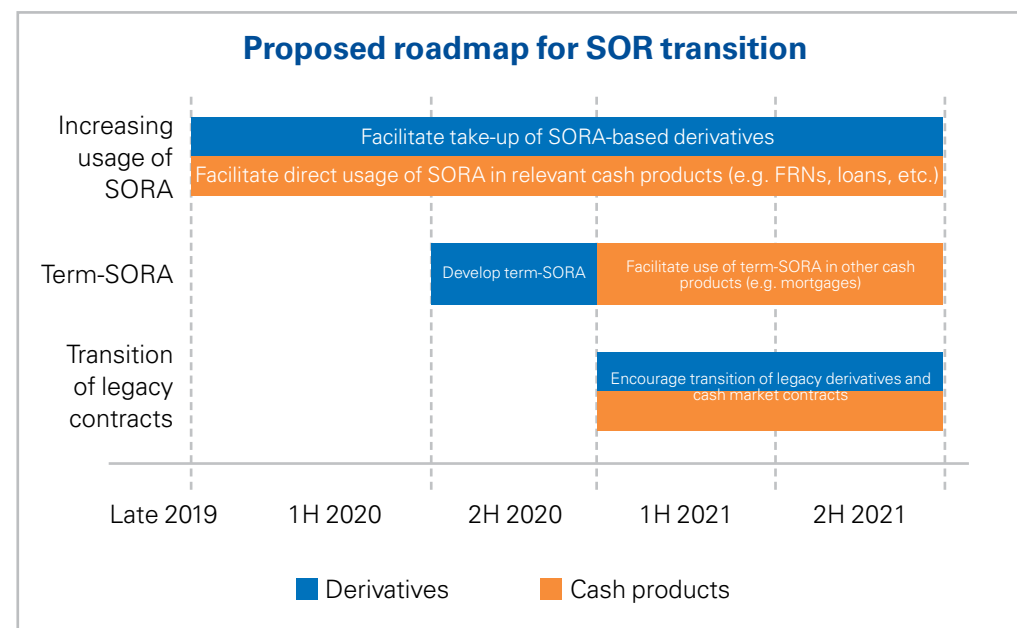 Proposed roadmap for SOR transition
Increasing
usage of
SORA
Facilitate take-up of SORA-based derivatives
Facilitate direct usage of SORA in relevant cash products (e.g. FRNs, loans, etc.)
Term-SORA
Develop term-SORA
Facilitate use of term-SORA in other cash
products (e.g. mortgages)
Transition
of legacy
contracts
Encourage transition of legacy derivatives and
cash market contracts
Late 2019
1H 2020
2H 2020
1H 2021
2H 2021
Derivatives
Cash products